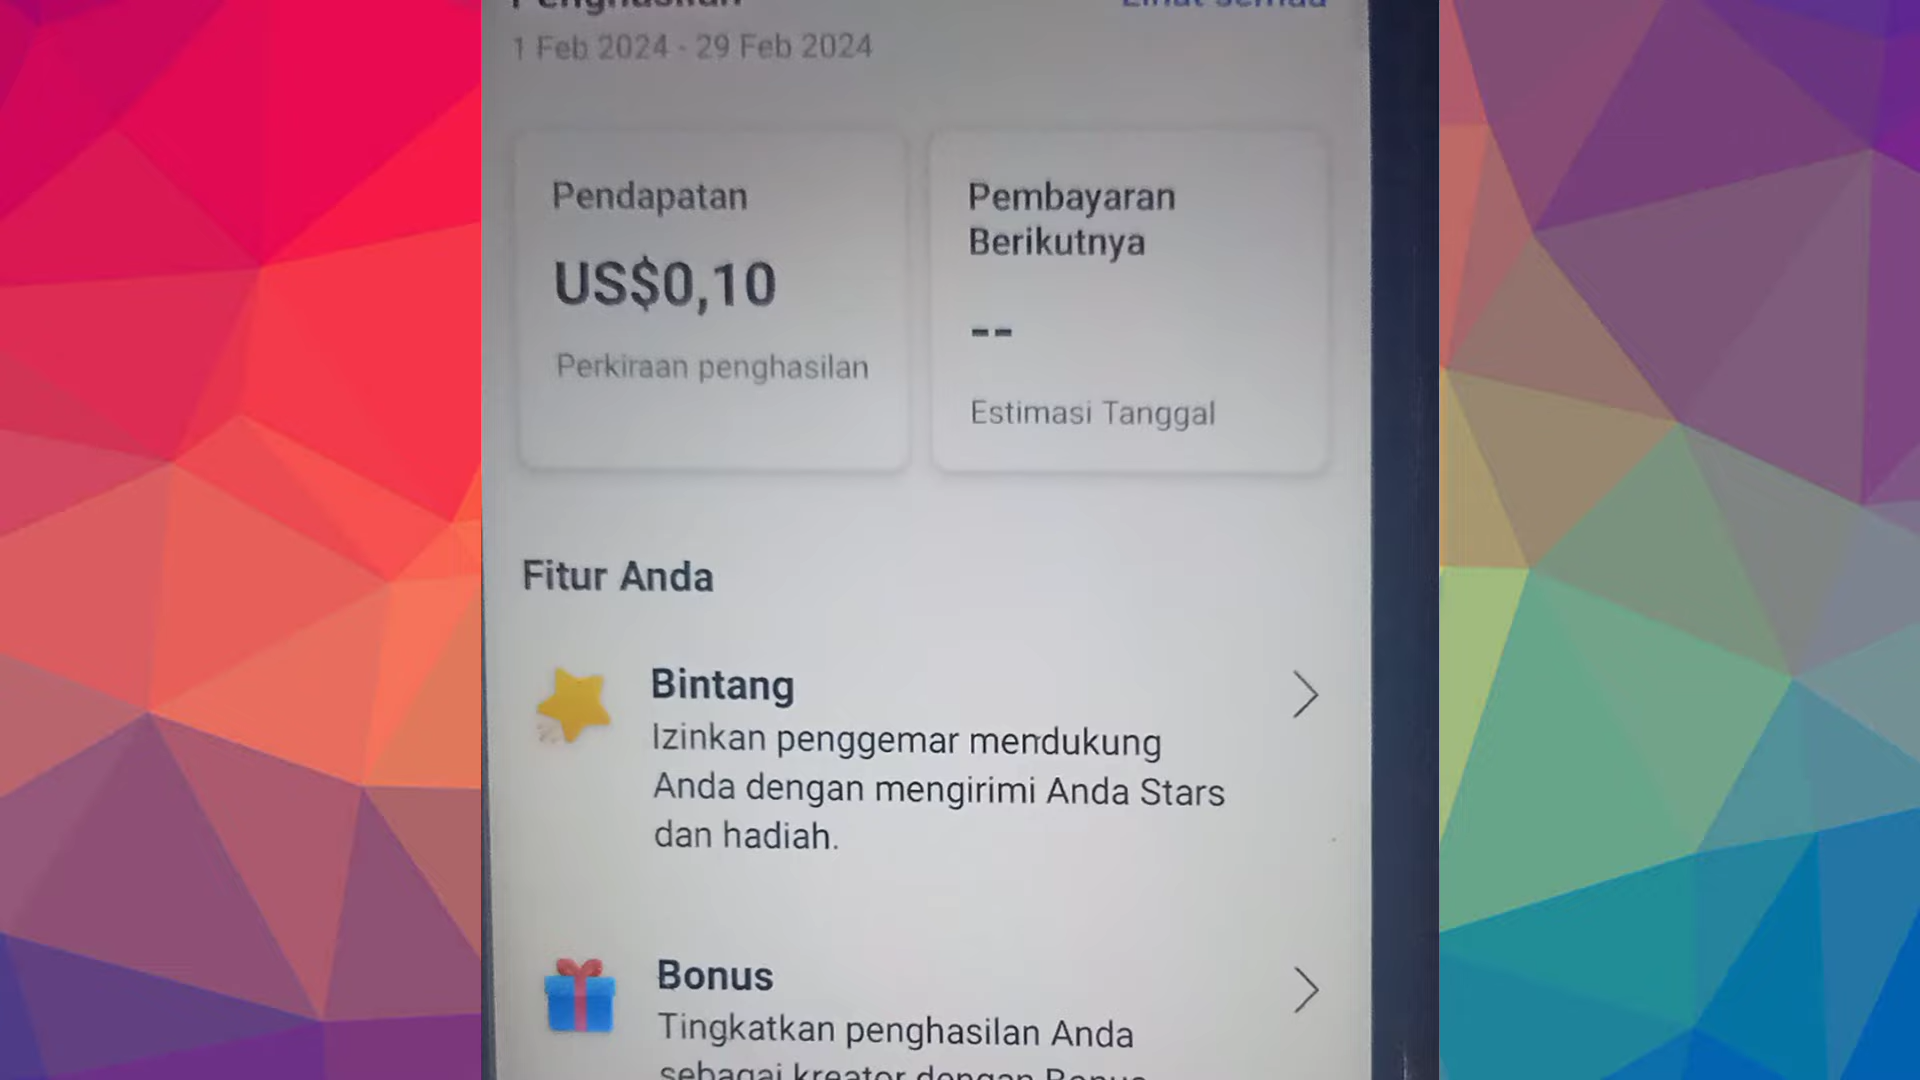 Penghasilan
Lihat semua
1 Feb 2024 - 29 Feb 2024
Pendapatan
US$0,10
Perkiraan penghasilan
Pembayaran
Berikutnya
--
Estimasi Tanggal
Fitur Anda
Bintang
Izinkan penggemar mendukung
Anda dengan mengirimi Anda Stars
dan hadiah.
Bonus
Tingkatkan penghasilan Anda
sebagai kreator dengan Bonus